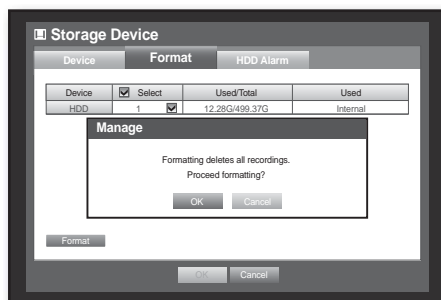 Storage Device
Device Format HDD Alarm
Device Select Used/Total Used
HDD 1 12.28G/499.37G Internal
Manage
Formatting deletes all recordings.
Proceed formatting?
OK Cancel
Format
OK Cancel